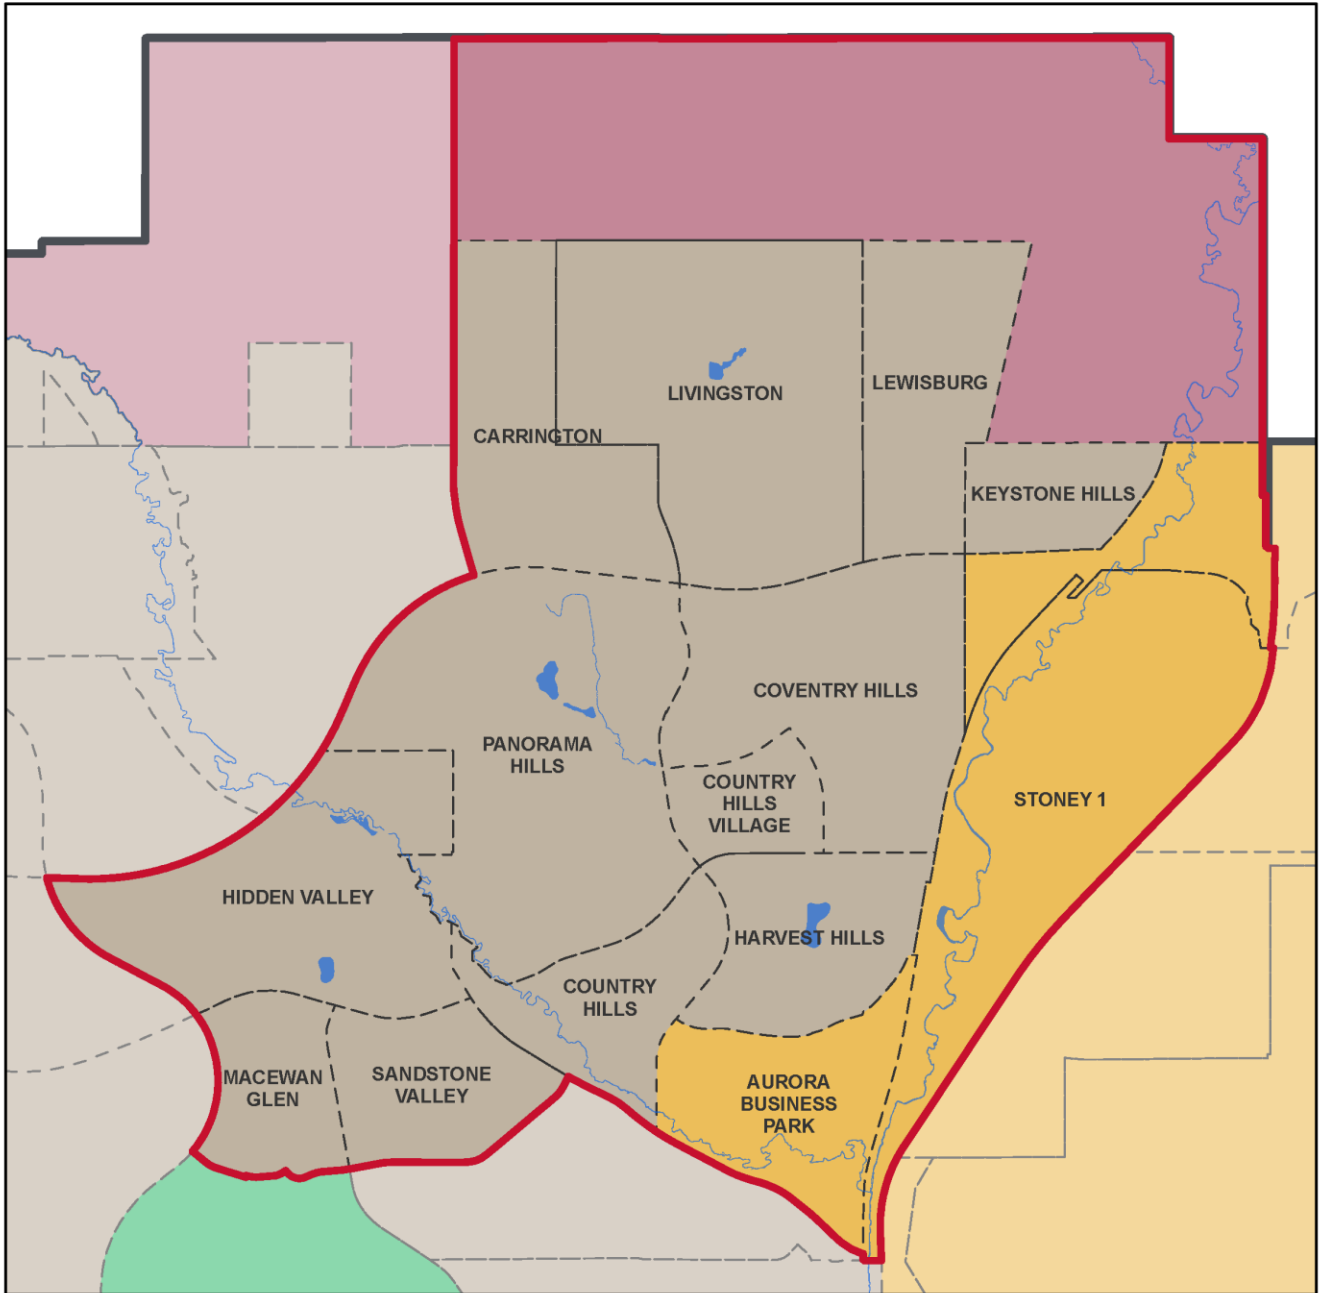 LEWISBURG
LIVINGSTON
CARRINGTON
KEYSTONE HILLS
COVENTRY HILLS
PANORAMA
HILLS
COUNTRY
HILLS
VILLAGE
STONEY 1
HIDDEN VALLEY
HARVEST HILLS
COUNTRY
HILLS
MACEWAN
GLEN
SANDSTONE
VALLEY
AURORA
BUSINESS
PARK